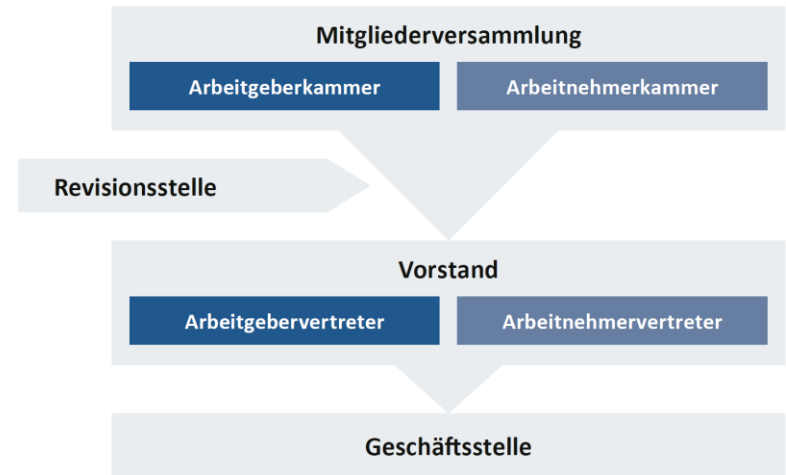 Mitgliederversammlung
Arbeitgeberkammer
Arbeitnehmerkammer
Revisionsstelle
Vorstand
Arbeitgebervertreter
Arbeitnehmervertreter
Geschäftsstelle